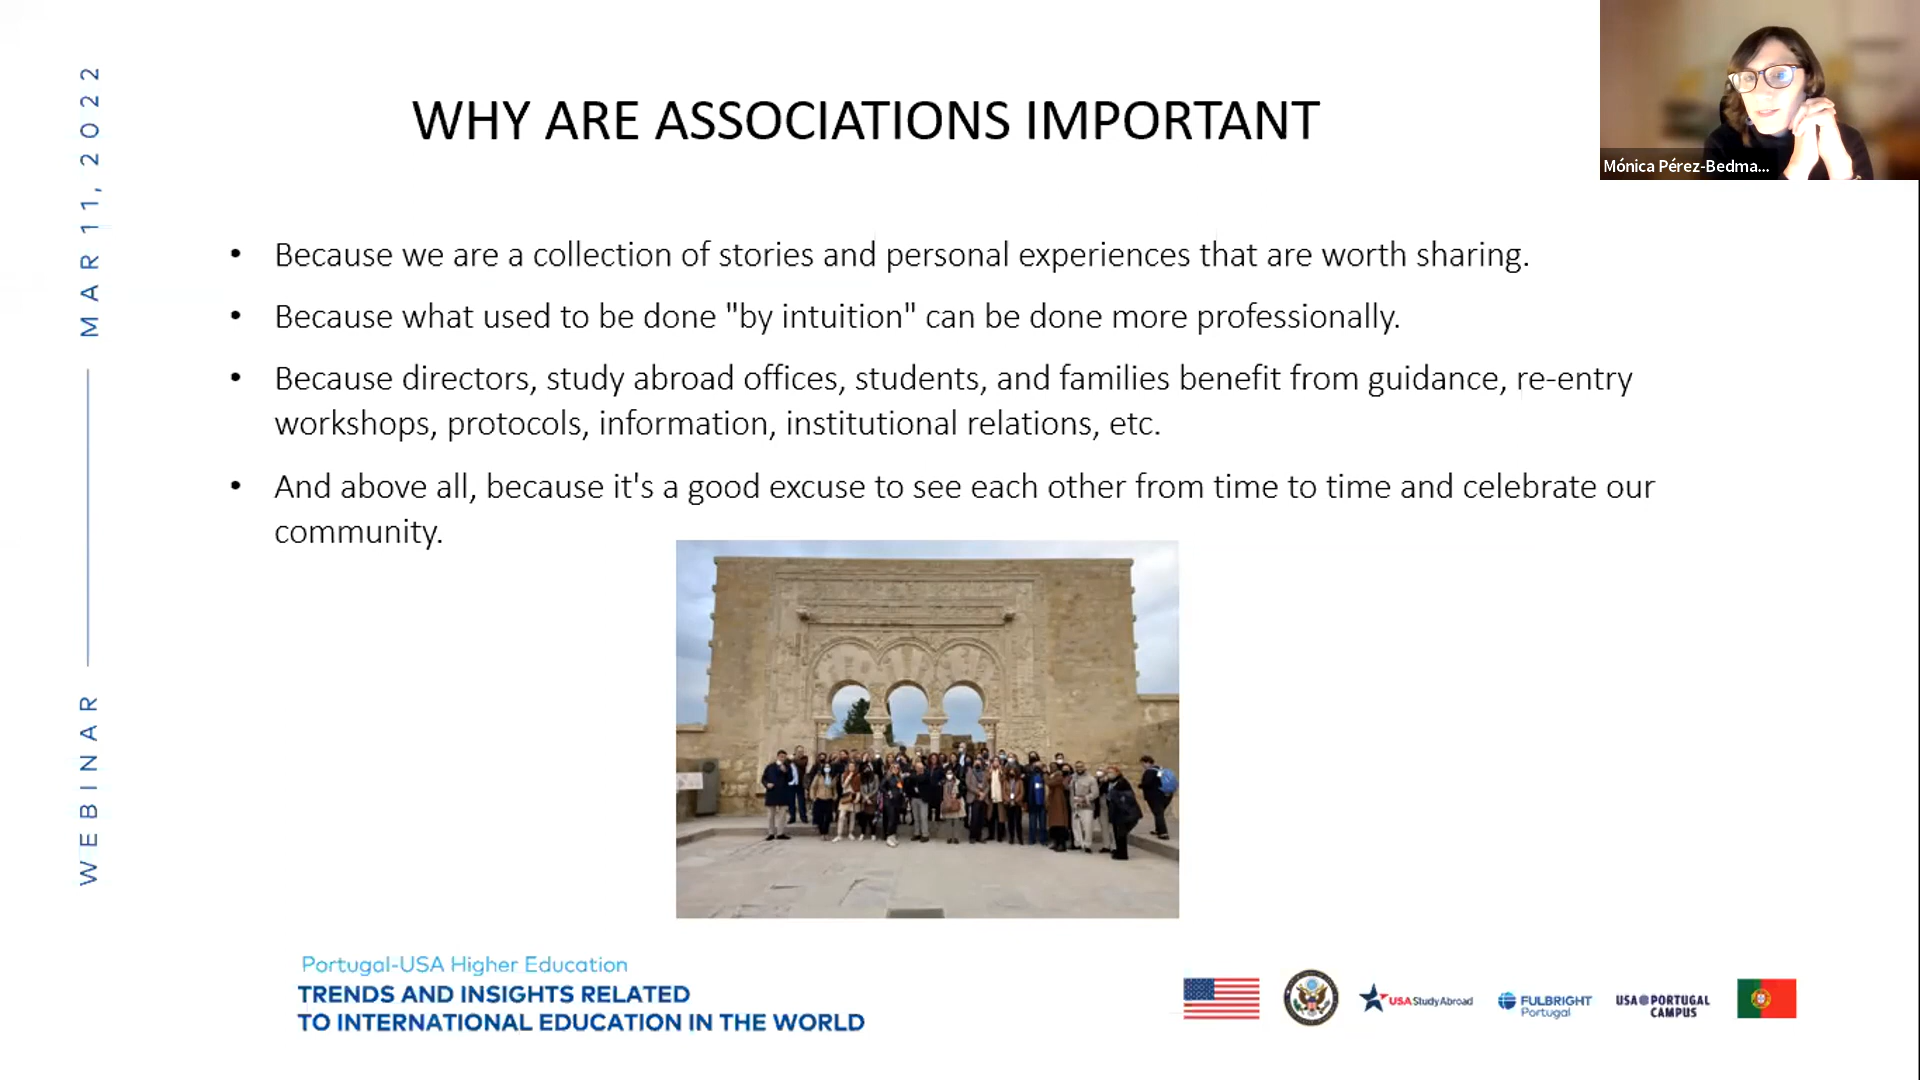 WHY ARE ASSOCIATIONS IMPORTANT
Mónica Pérez-Bedma...
MAR 11, 2022
WEBINAR
• Because we are a collection of stories and personal experiences that are worth sharing.
• Because what used to be done "by intuition" can be done more professionally.
• Because directors, study abroad offices, students, and families benefit from guidance, re-entry
workshops, protocols, information, institutional relations, etc.
• And above all, because it's a good excuse to see each other from time to time and celebrate our
community.
Portugal-USA Higher Education
TRENDS AND INSIGHTS RELATED
TO INTERNATIONAL EDUCATION IN THE WORLD
USA Study Abroad
FULBRIGHT
Portugal
USA@PORTUGAL
CAMPUS